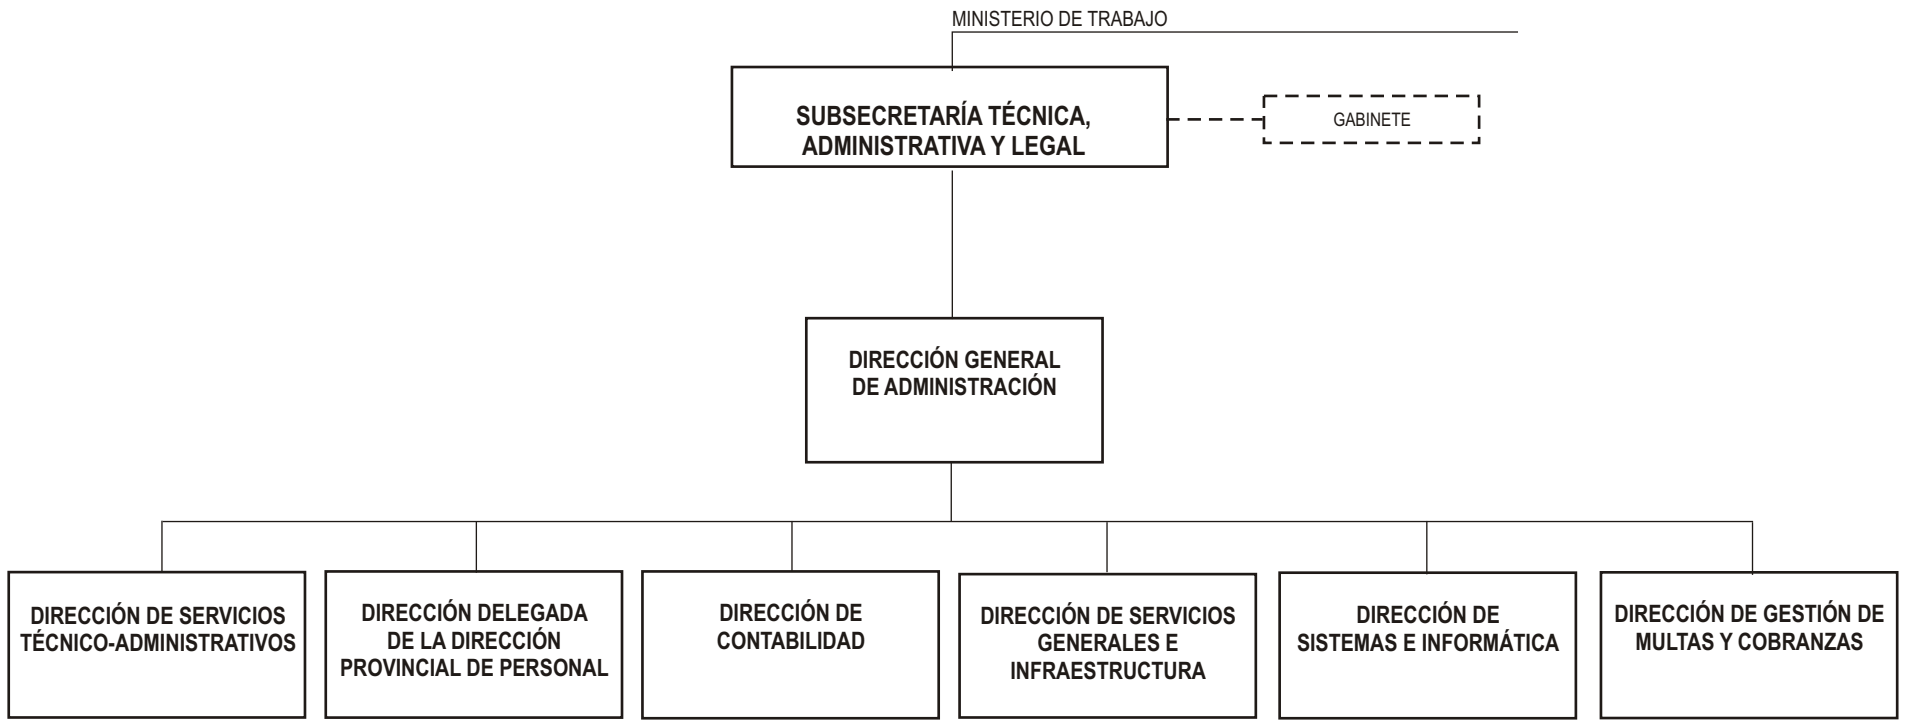 MINISTERIO DE TRABAJO
SUBSECRETARÍA TÉCNICA,
ADMINISTRATIVA Y LEGAL
GABINETE
DIRECCIÓN GENERAL
DE ADMINISTRACIÓN
DIRECCIÓN DE SERVICIOS
TÉCNICO-ADMINISTRATIVOS
DIRECCIÓN DELEGADA
DE LA DIRECCIÓN
PROVINCIAL DE PERSONAL
DIRECCIÓN DE
CONTABILIDAD
DIRECCIÓN DE SERVICIOS
GENERALES E
INFRAESTRUCTURA
DIRECCIÓN DE
SISTEMAS E INFORMÁTICA
DIRECCIÓN DE GESTIÓN DE
MULTAS Y COBRANZAS